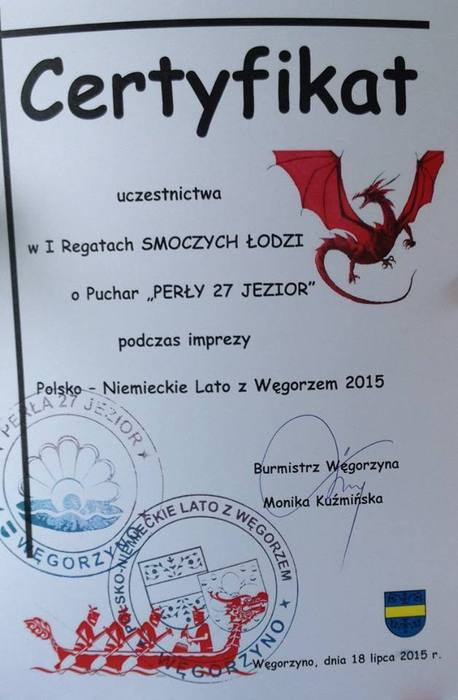 Certyfikat
uczestnictwa
w I Regatach SMOCZYCH ŁODZI
o Puchar „PERŁY 27 JEZIOR”
podczas imprezy
Polsko – Niemieckie Lato z Węgorzem 2015
PERŁA 27 JEZIOR
WĘGORZYNO
Burmistrz Węgorzyna
Monika Kuźmińska
POLSKO-NIEMIECKIE LATO Z WĘGORZEM
WĘGORZYNO
Węgorzyno, dnia 18 lipca 2015 r.